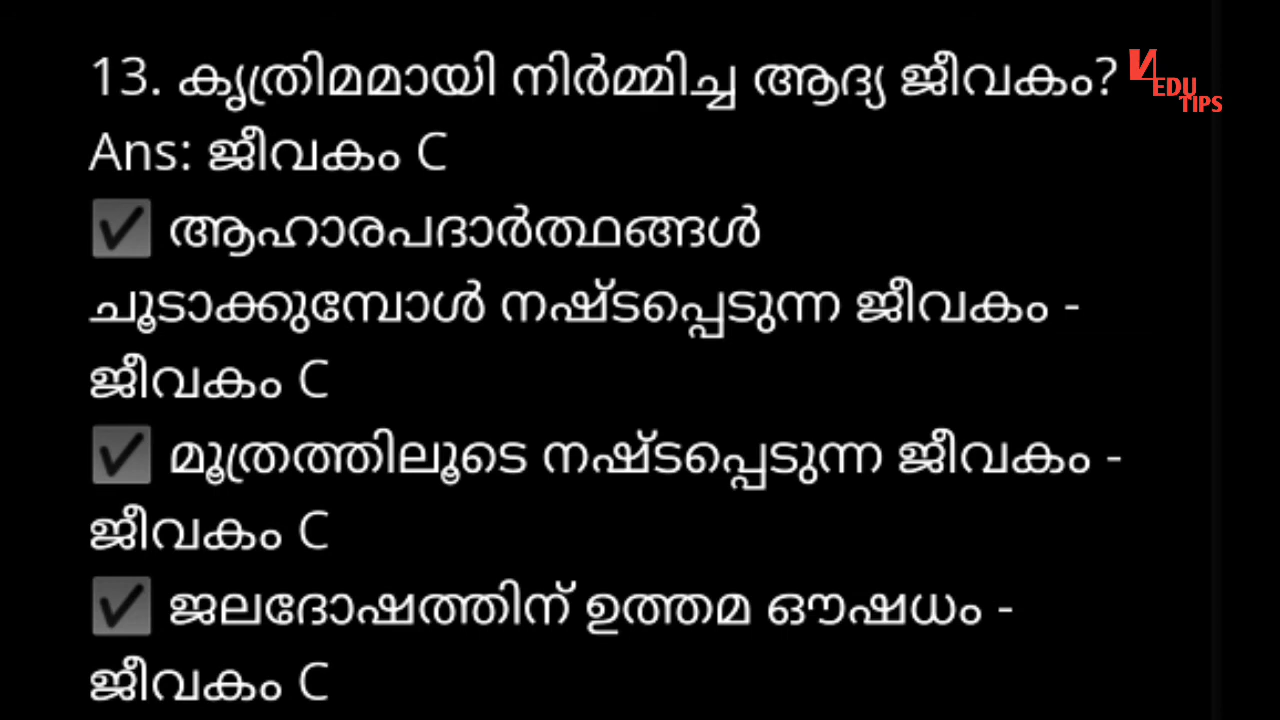 13. കൃത്രിമമായി നിർമ്മിച്ച ആദ്യ ജീവകം?
N EDU TIPS
Ans: ജീവകം C
✔ ആഹാരപദാർത്ഥങ്ങൾ
ചൂടാക്കുമ്പോൾ നഷ്ടപ്പെടുന്ന ജീവകം -
ജീവകം C
✔ മൂത്രത്തിലൂടെ നഷ്ടപ്പെടുന്ന ജീവകം -
ജീവകം C
✔ ജലദോഷത്തിന് ഉത്തമ ഔഷധം -
ജീവകം C